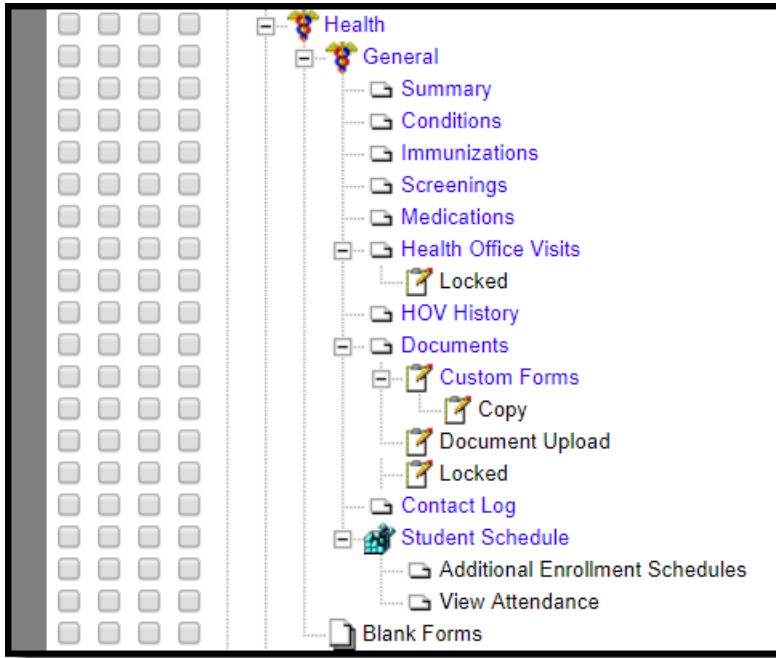 Health
General
Summary
Conditions
Immunizations
Screenings
Medications
Health Office Visits
Locked
HOV History
Documents
Custom Forms
Copy
Document Upload
Locked
Contact Log
Student Schedule
Additional Enrollment Schedules
View Attendance
Blank Forms